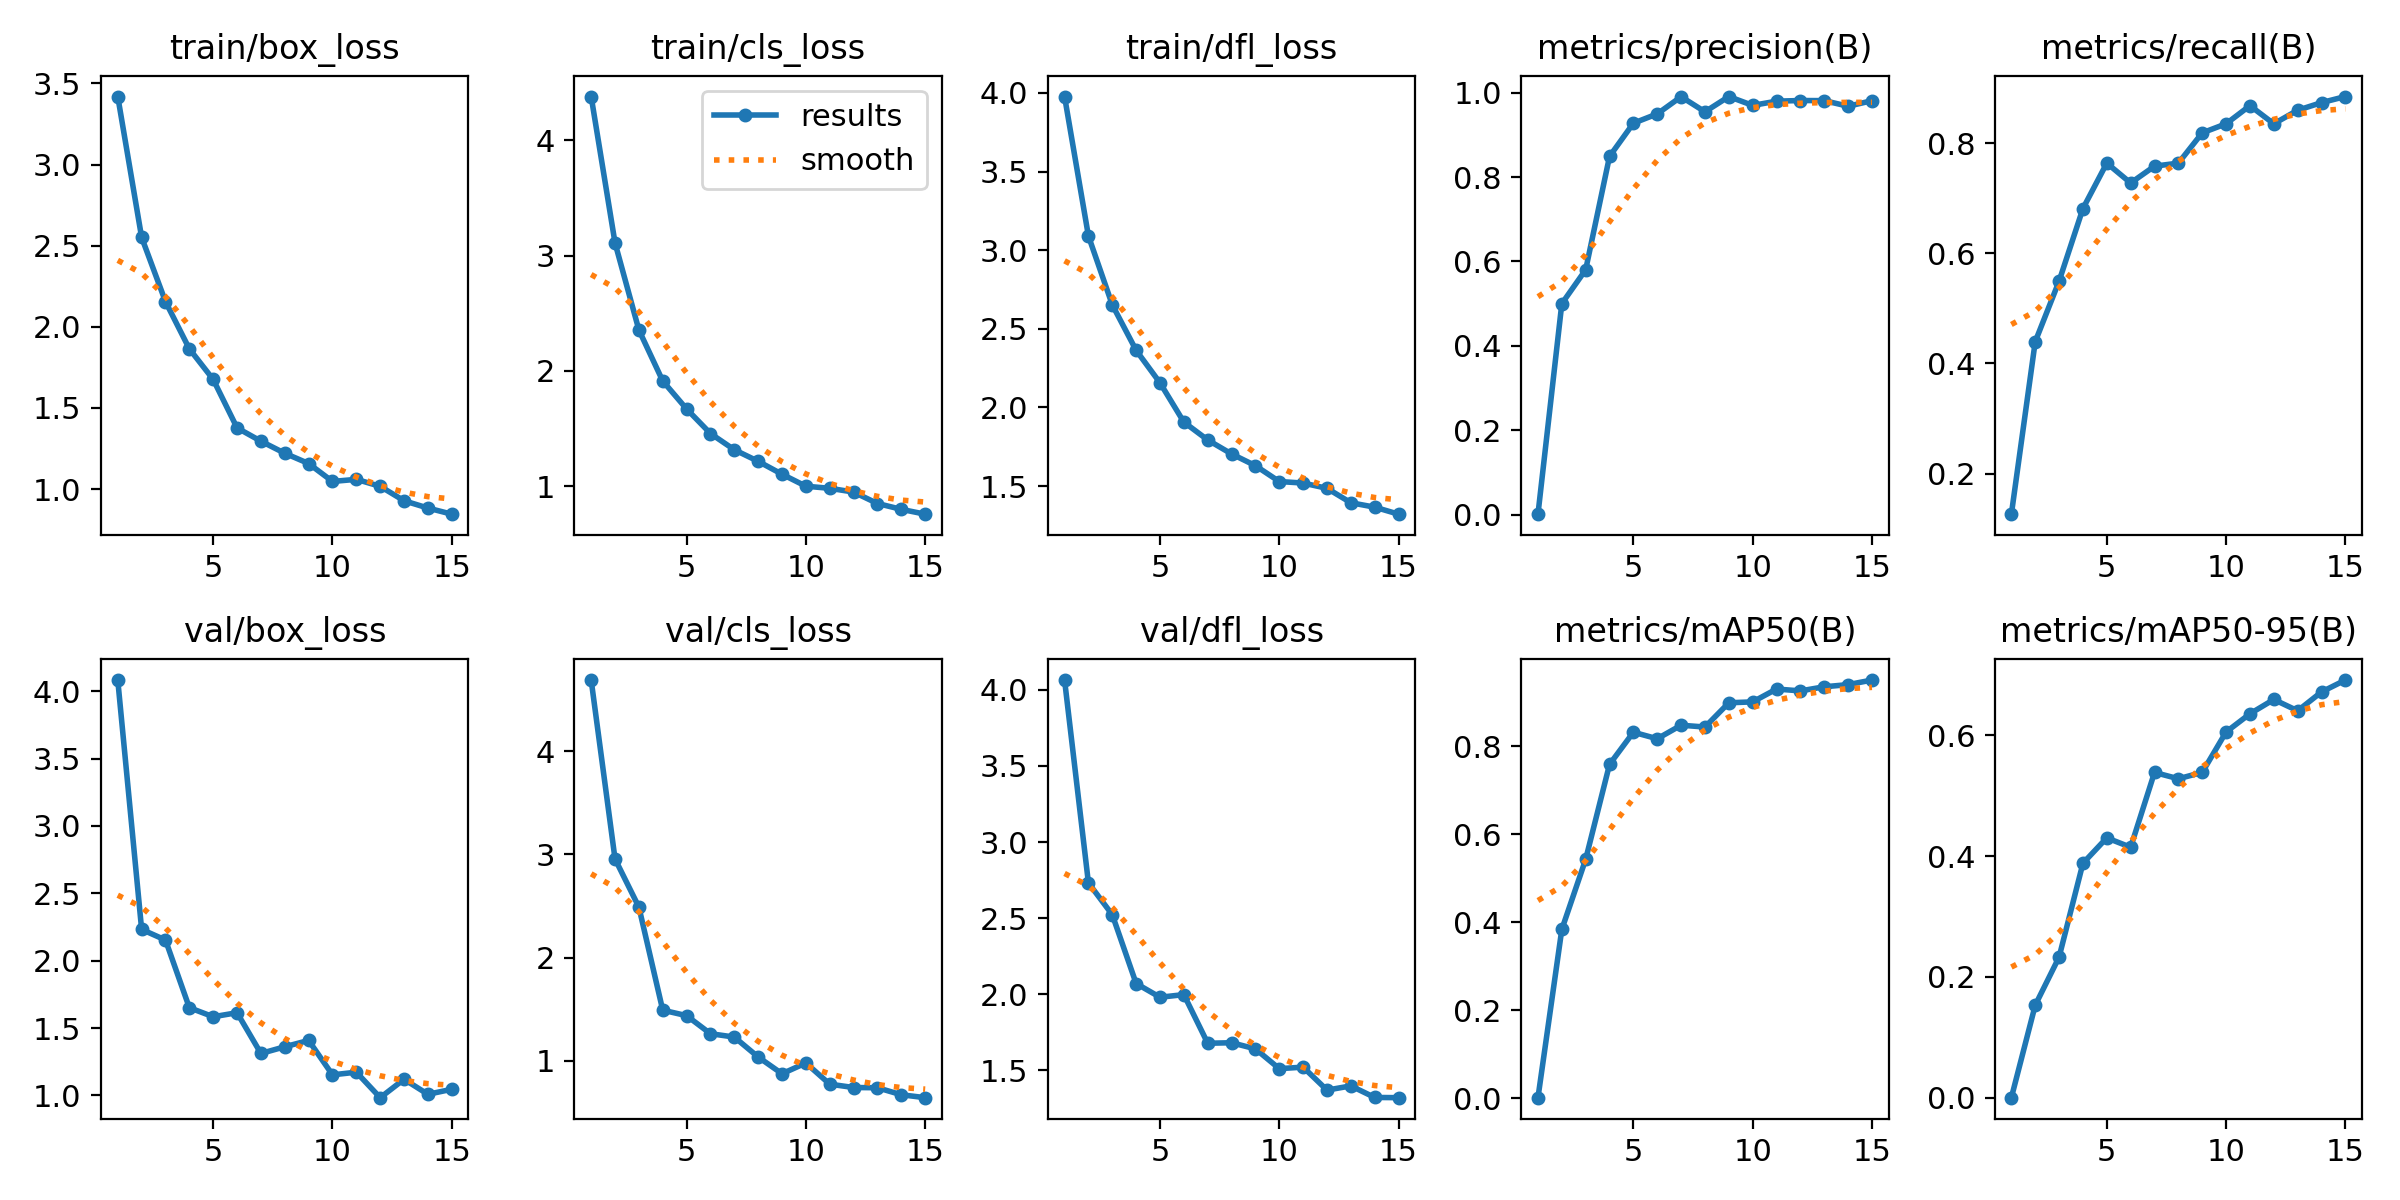 train/box_loss
3.5
3.0
2.5
2.0
1.5
1.0
5 10 15
train/cls_loss
results
smooth
4
3
2
1
5 10 15
train/dfl_loss
4.0
3.5
3.0
2.5
2.0
1.5
5 10 15
metrics/precision(B)
1.0
0.8
0.6
0.4
0.2
0.0
5 10 15
metrics/recall(B)
0.8
0.6
0.4
0.2
5 10 15
val/box_loss
4.0
3.5
3.0
2.5
2.0
1.5
1.0
5 10 15
val/cls_loss
4
3
2
1
5 10 15
val/dfl_loss
4.0
3.5
3.0
2.5
2.0
1.5
5 10 15
metrics/mAP50(B)
0.8
0.6
0.4
0.2
0.0
5 10 15
metrics/mAP50-95(B)
0.6
0.4
0.2
0.0
5 10 15